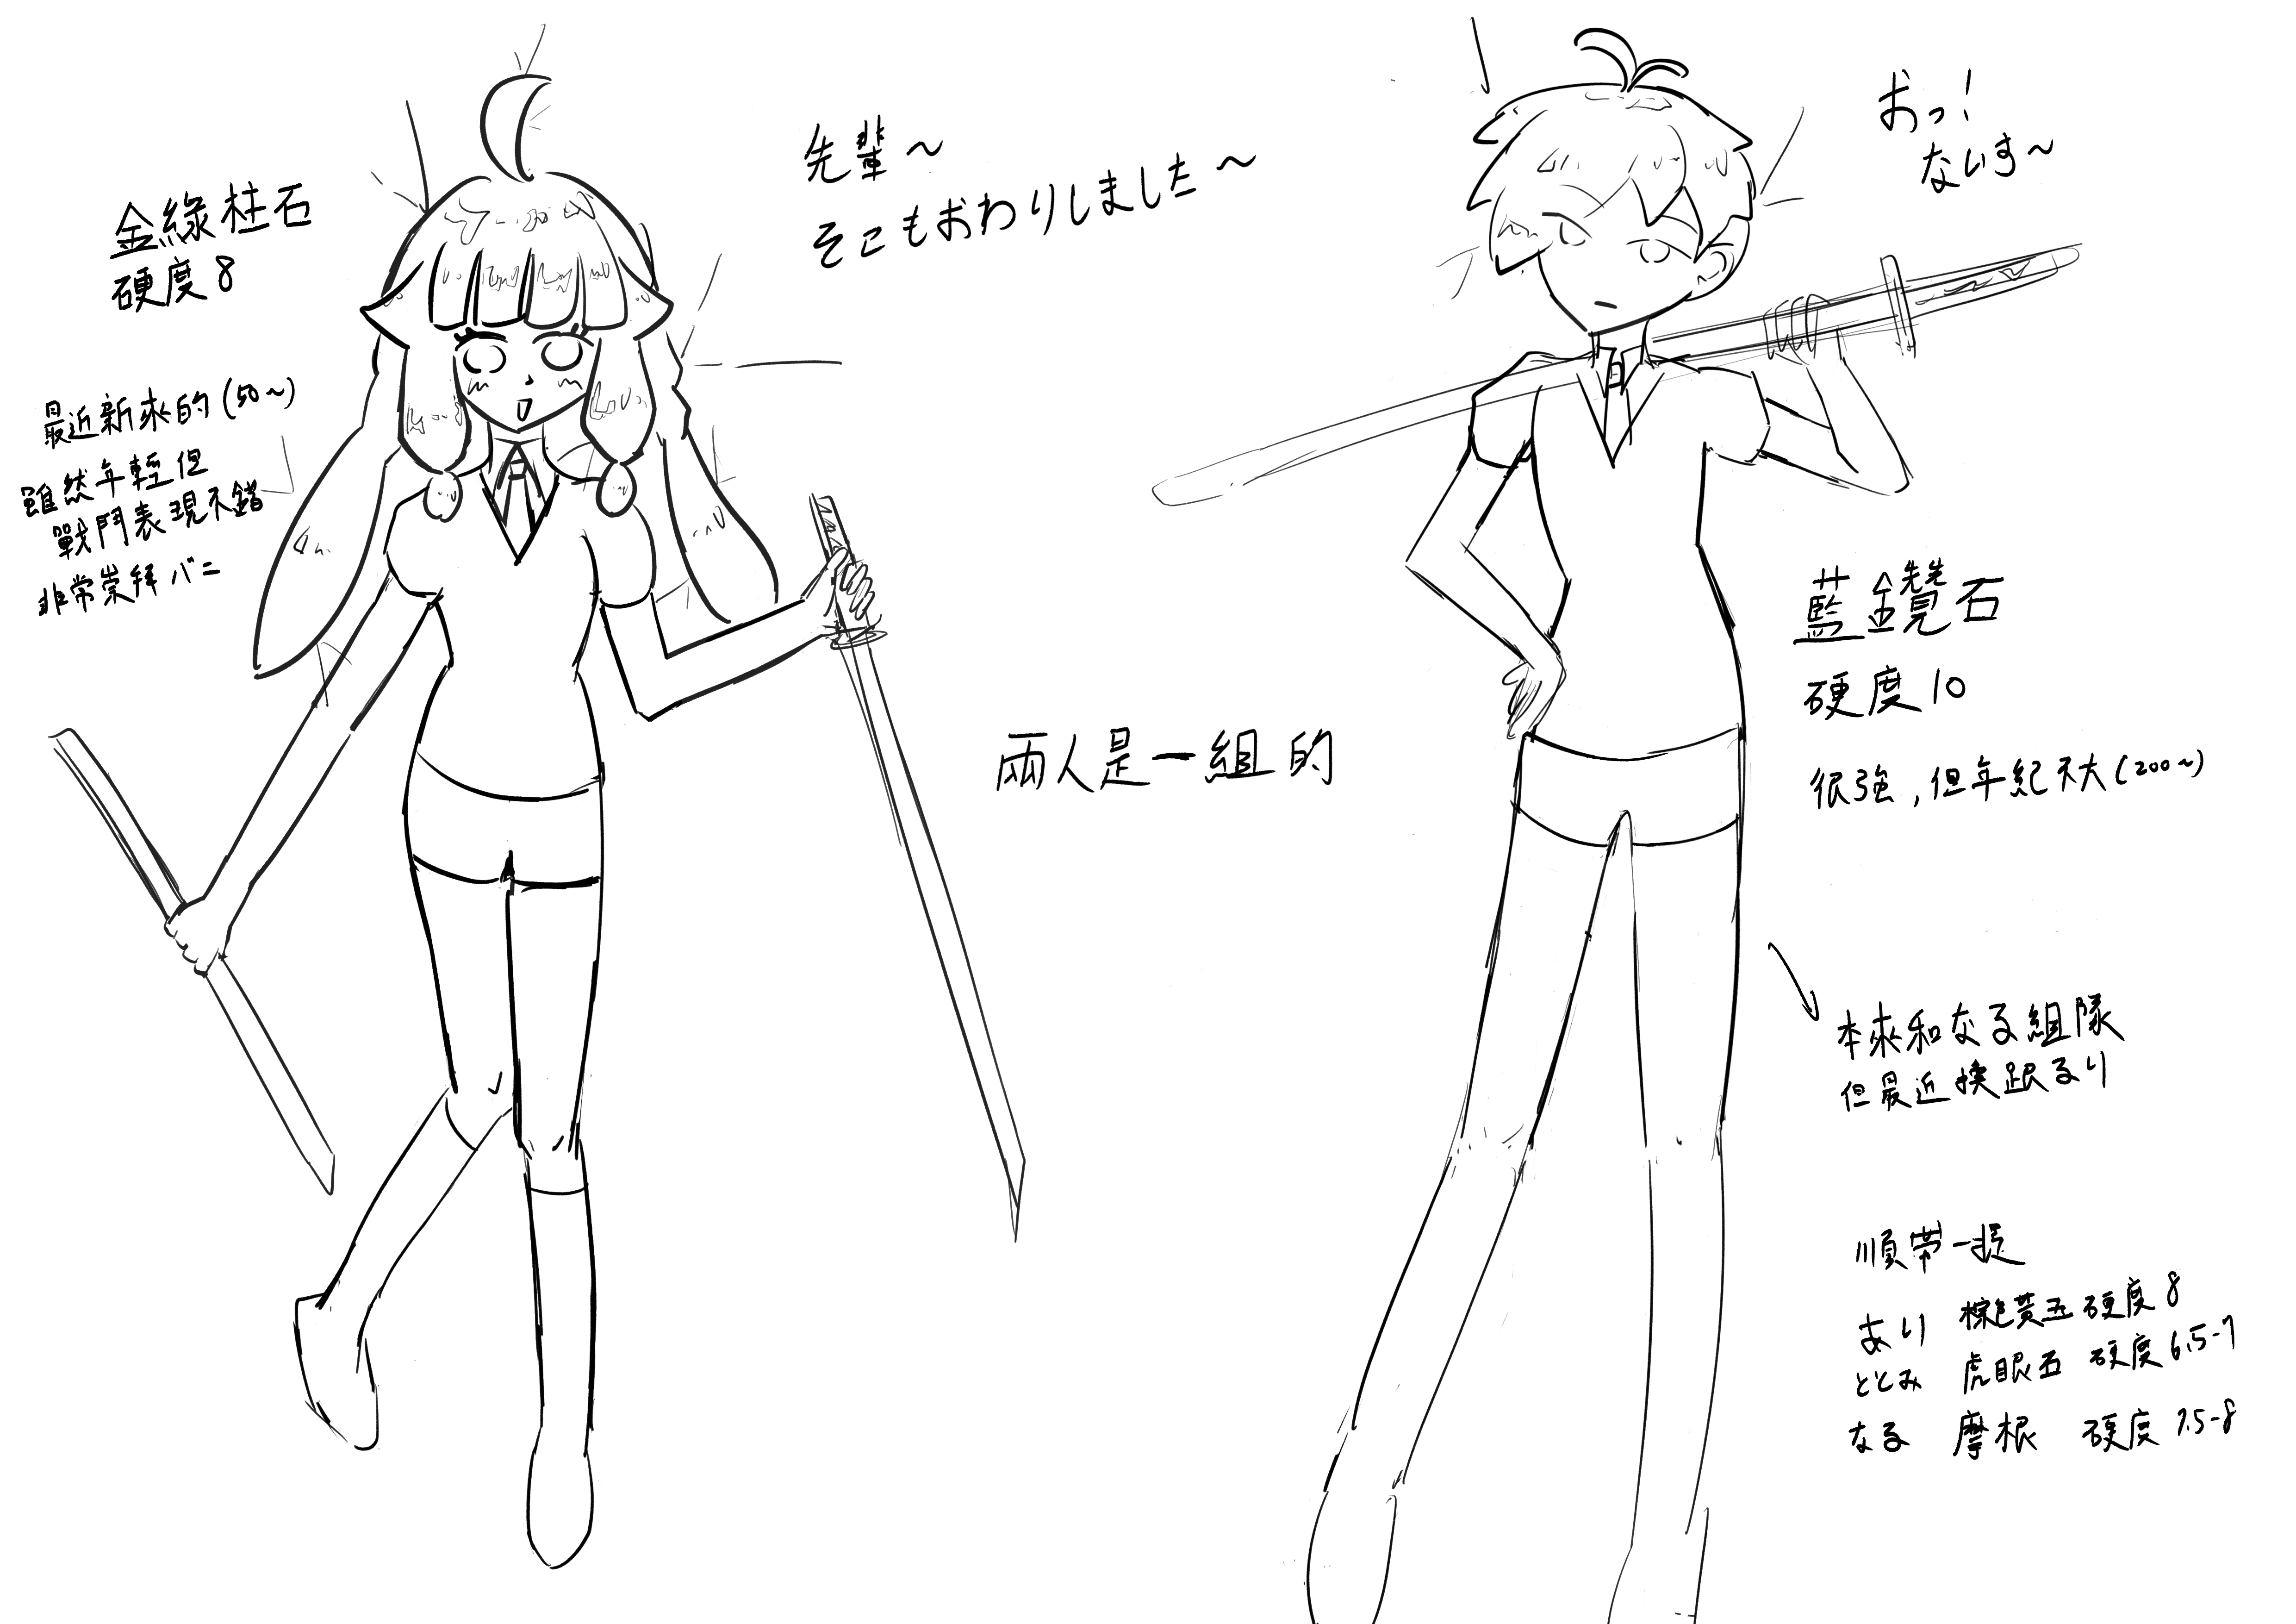 金綠柱石
硬度8
最近新來的(50～)
雖然年輕但
戰鬥表現不錯
非常崇拜バニ
先輩～
そこもおわりしました～
おっ!
ないす～
兩人是一組的
藍鑽石
硬度10
很強,但年紀不大(200～)
本來和なる組隊
但最近換跟るり
順帶一提
あり 棕色黃玉 硬度8
ととみ 虎眼石 硬度6.5-7
なる 摩根 硬度7.5-8